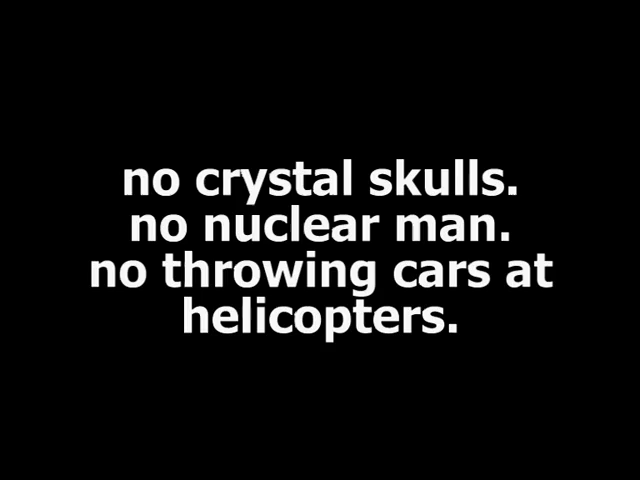 no crystal skulls.
no nuclear man.
no throwing cars at
helicopters.